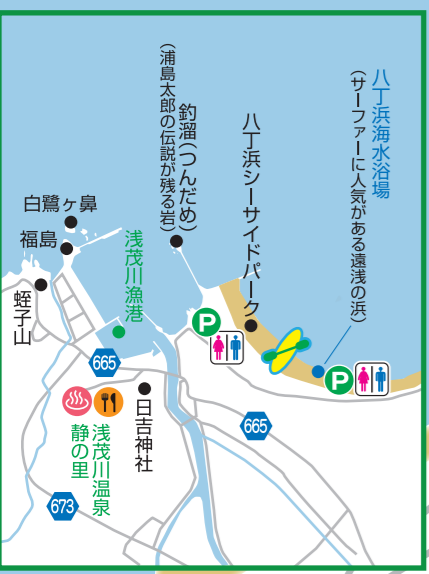 八丁浜海水浴場
(サーファーに人気がある遠浅の浜)
八丁浜シーサイドパーク
釣溜(つんだめ)
(浦島太郎の伝説が残る岩)
白鷺ヶ鼻
福島
浅茂川漁港
蛭子山
P
665
P
日吉神社
665
浅茂川温泉
静の里
673